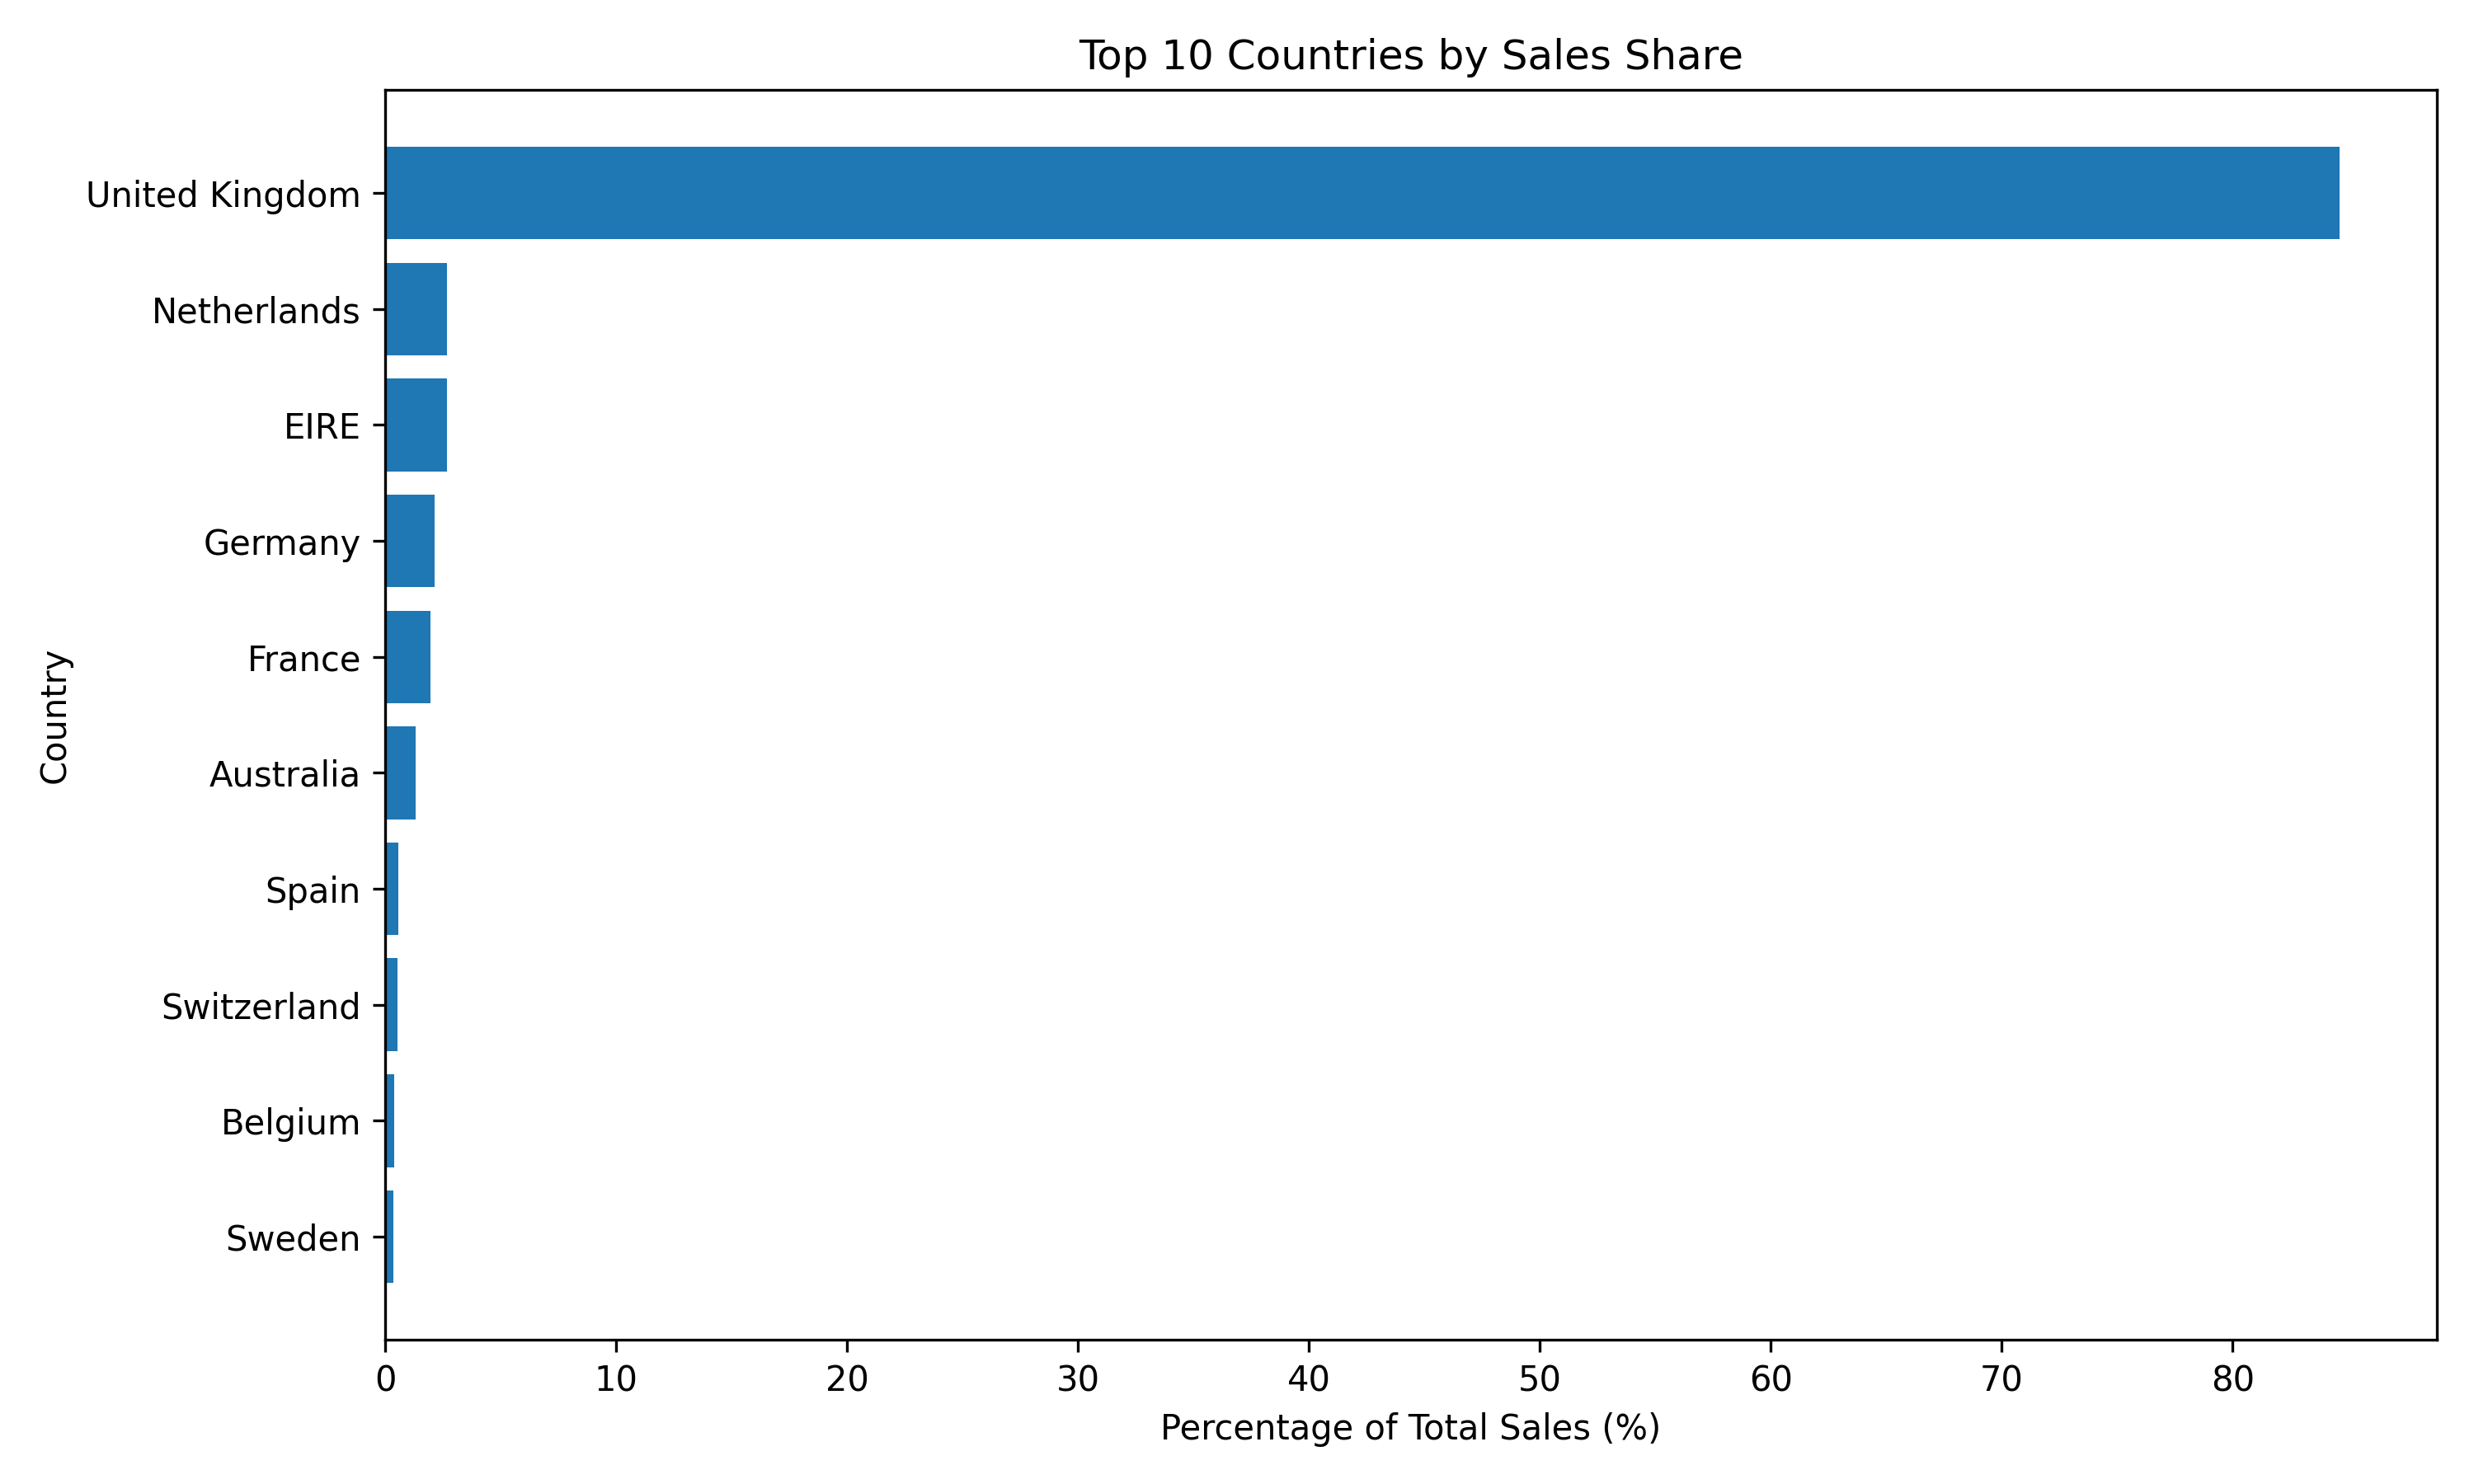 Top 10 Countries by Sales Share
United Kingdom
Netherlands
EIRE
Germany
France
Australia
Spain
Switzerland
Belgium
Sweden
Country
0 10 20 30 40 50 60 70 80
Percentage of Total Sales (%)